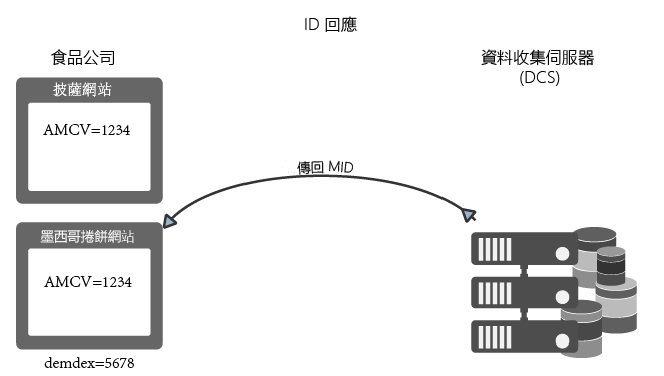 ID 回應
食品公司
資料收集伺服器
(DCS)
披薩網站
AMCV=1234
傳回 MID
墨西哥捲餅網站
AMCV=1234
demdex=5678